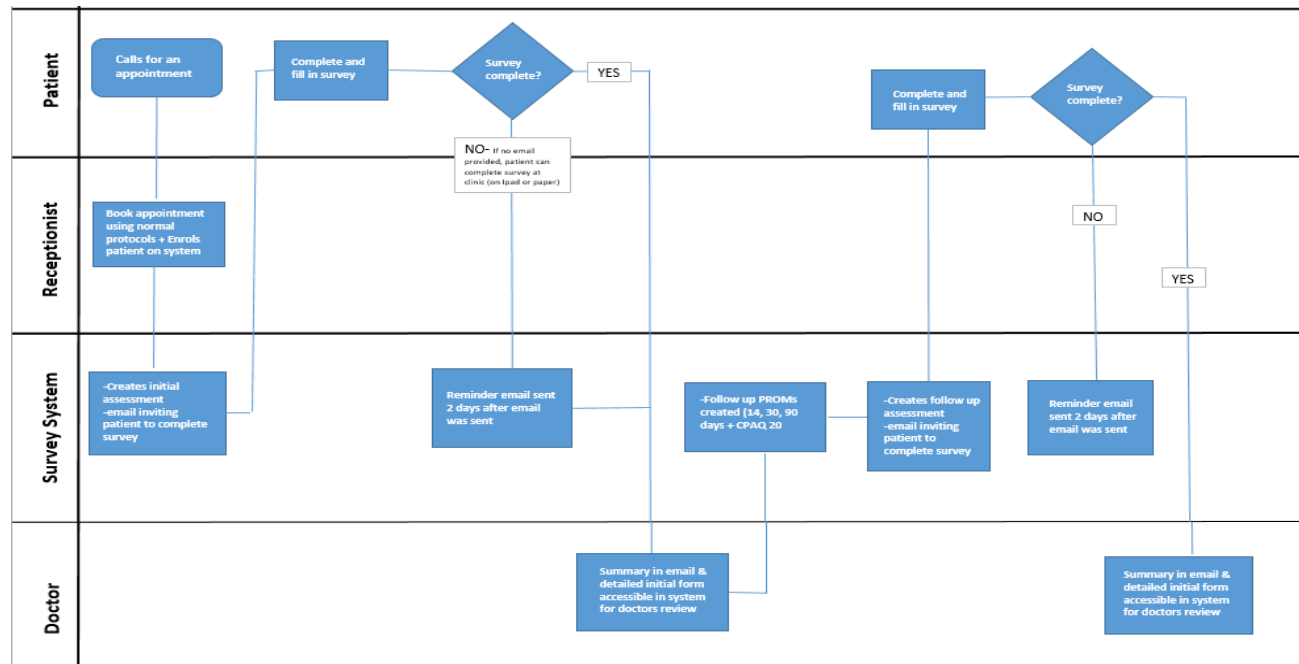 Patient
Calls for an
appointment
Complete and
fill in survey
Survey
complete?
YES
NO- If no email
provided, patient can
complete survey at
clinic (on Ipad or paper)
Complete and
fill in survey
Survey
complete?
Receptionist
Book appointment
using normal
protocols + Enrols
patient on system
NO
YES
Survey System
-Creates initial
assessment
-email inviting
patient to complete
survey
Reminder email sent
2 days after email
was sent
-Follow up PROMs
created (14, 30, 90
days + CPAQ 20
-Creates follow up
assessment
-email inviting
patient to
complete survey
Reminder email
sent 2 days after
email was sent
Doctor
Summary in email &
detailed initial form
accessible in system
for doctors review
Summary in email &
detailed initial form
accessible in system
for doctors review